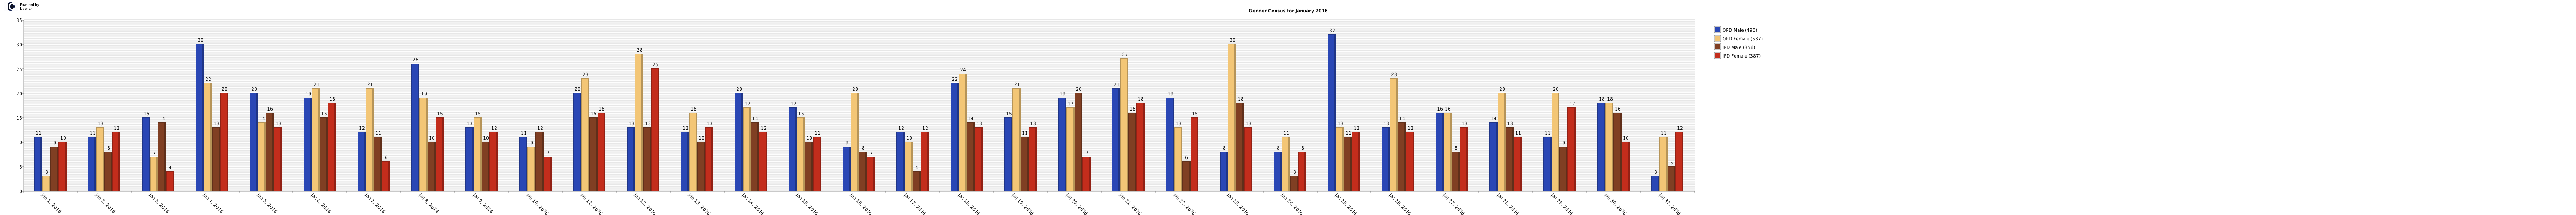 Powered by
Libchart
Gender Census for January 2016
OPD Male (490)
OPD Female (537)
IPD Male (356)
IPD Female (387)
35
30
25
20
15
10
5
0
11 3 9 10
11 13 8 12
15 7 14 4
30 22 13 20
20 14 16 13
19 21 15 18
12 21 11 6
26 19 10 15
13 15 10 12
11 9 12 7
20 23 15 16
13 28 13 25
12 16 10 13
20 17 14 12
17 15 10 11
9 20 8 7
12 10 4 12
22 24 14 13
15 21 11 13
19 17 20 7
21 27 16 18
19 13 6 15
8 30 18 13
8 11 3 8
32 13 11 12
13 23 14 12
16 16 8 13
14 20 13 11
11 20 9 17
18 18 16 10
3 11 5 12
Jan 1, 2016
Jan 2, 2016
Jan 3, 2016
Jan 4, 2016
Jan 5, 2016
Jan 6, 2016
Jan 7, 2016
Jan 8, 2016
Jan 9, 2016
Jan 10, 2016
Jan 11, 2016
Jan 12, 2016
Jan 13, 2016
Jan 14, 2016
Jan 15, 2016
Jan 16, 2016
Jan 17, 2016
Jan 18, 2016
Jan 19, 2016
Jan 20, 2016
Jan 21, 2016
Jan 22, 2016
Jan 23, 2016
Jan 24, 2016
Jan 25, 2016
Jan 26, 2016
Jan 27, 2016
Jan 28, 2016
Jan 29, 2016
Jan 30, 2016
Jan 31, 2016